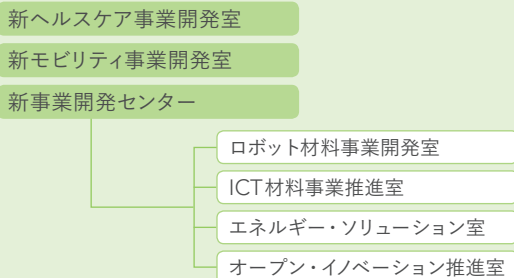 新ヘルスケア事業開発室
新モビリティ事業開発室
新事業開発センター
ロボット材料事業開発室
ICT材料事業推進室
エネルギー・ソリューション室
オープン・イノベーション推進室